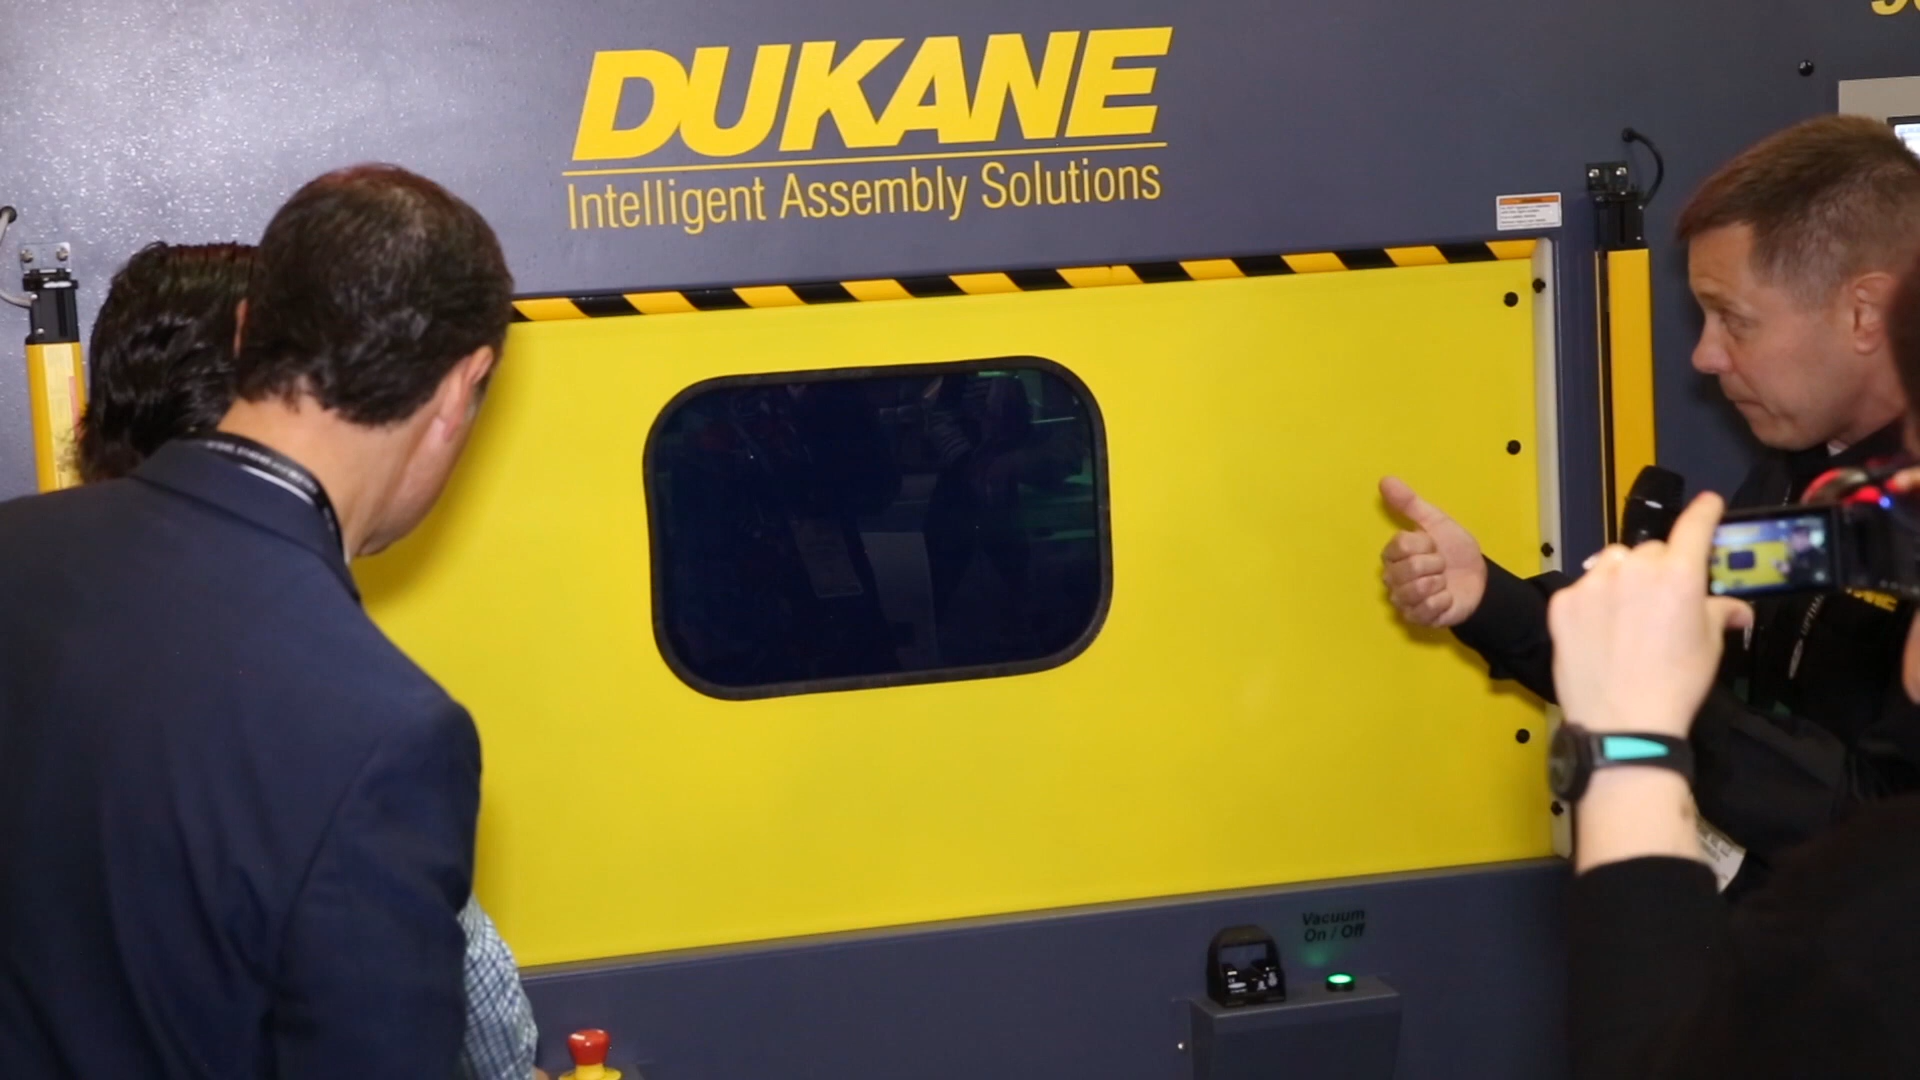 DUKANE
Intelligent Assembly Solutions
Vacuum
On / Off